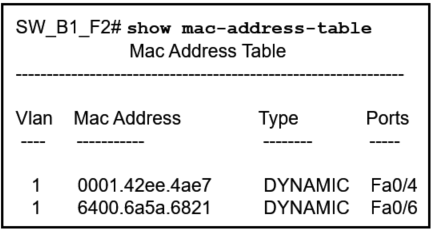 SW_B1_F2# show mac-address-table
Mac Address Table
-------------------------------------------------------------------
Vlan Mac Address Type Ports
---- ----------- -------- -----
1 0001.42ee.4ae7 DYNAMIC Fa0/4
1 6400.6a5a.6821 DYNAMIC Fa0/6